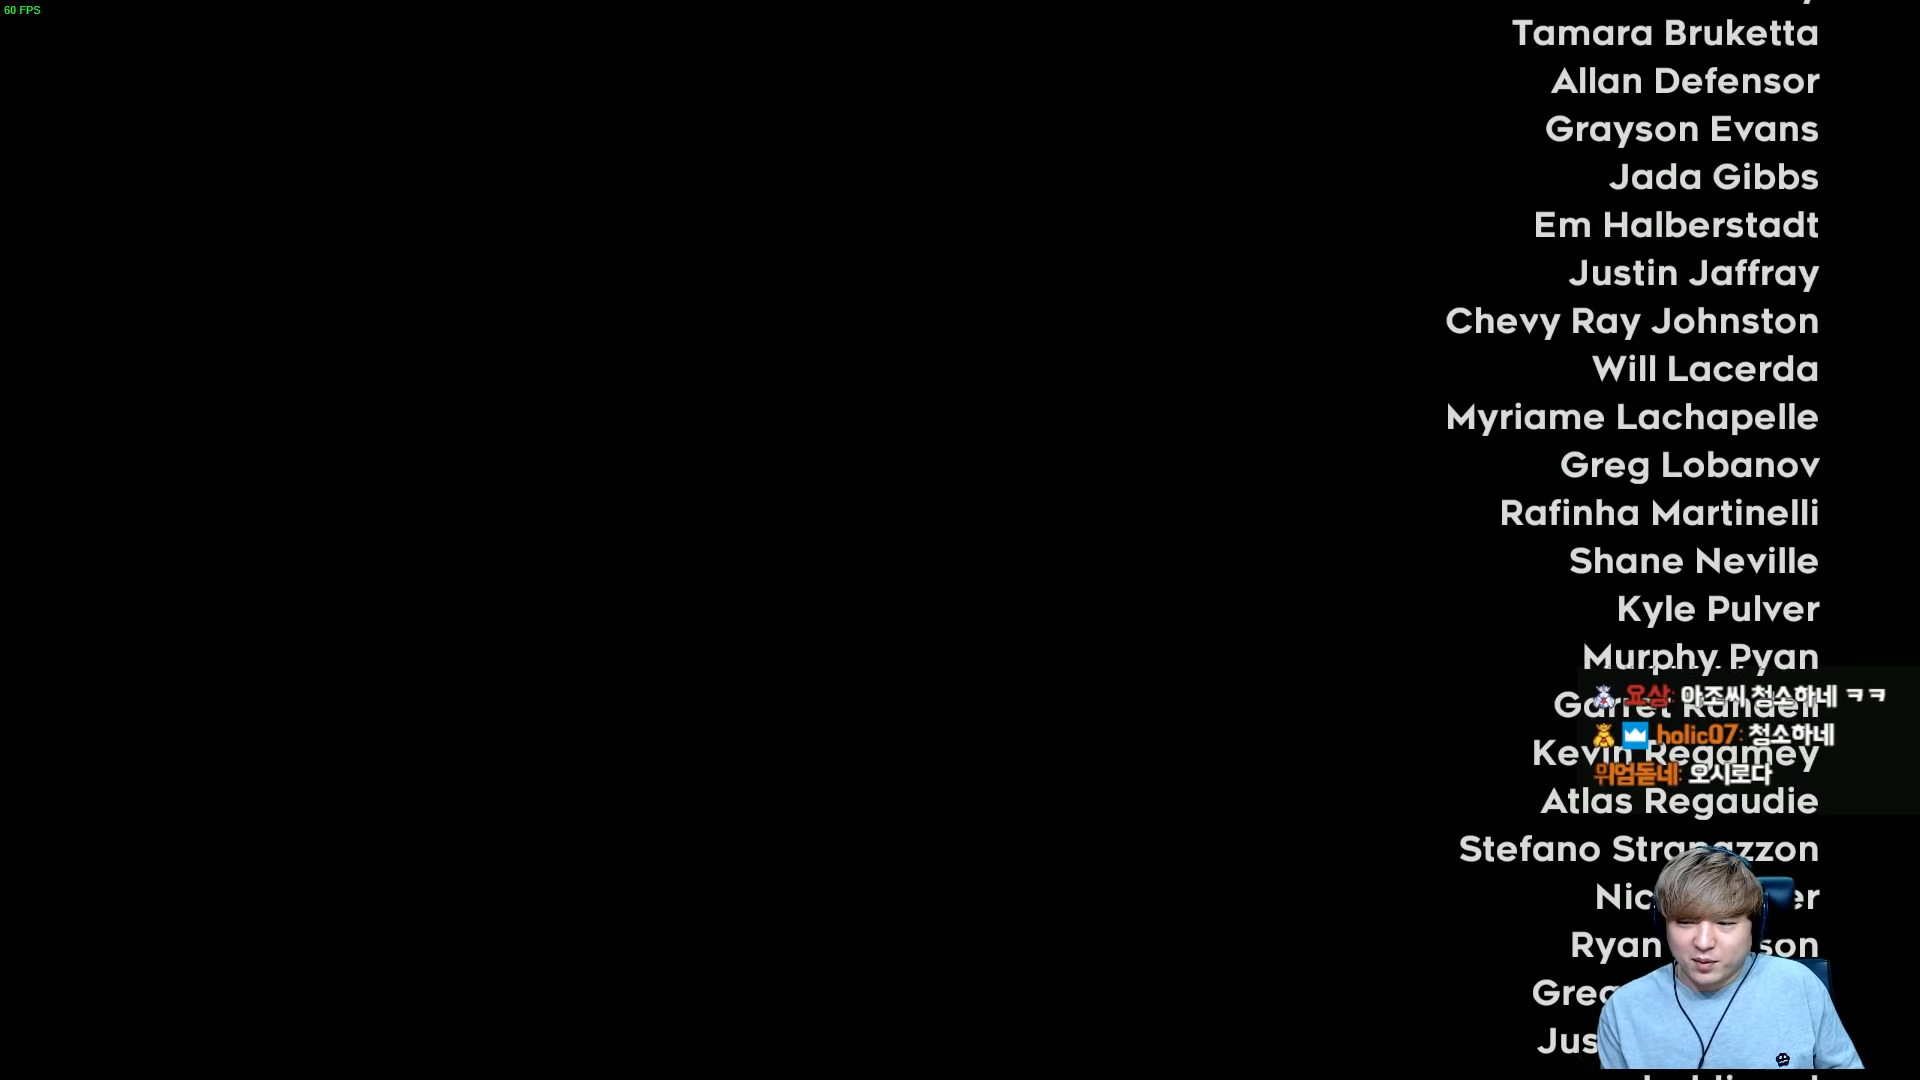 60 FPS
Tamara Bruketta
Allan Defensor
Grayson Evans
Jada Gibbs
Em Halberstadt
Justin Jaffray
Chevy Ray Johnston
Will Lacerda
Myriame Lachapelle
Greg Lobanov
Rafinha Martinelli
Shane Neville
Kyle Pulver
Murphy Pyan
요상: 아조씨 청소하네 ㅋㅋ
holic07: 청소하네
Kevin Regamey
위엄돋네: 오시로다
Atlas Regaudie
Stefano
Ryan